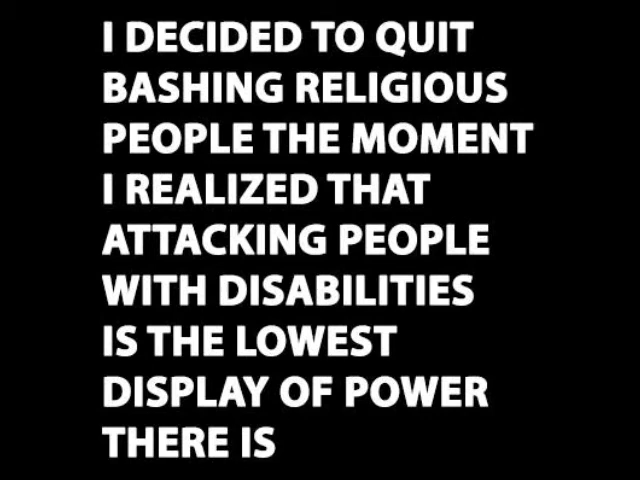 I DECIDED TO QUIT
BASHING RELIGIOUS
PEOPLE THE MOMENT
I REALIZED THAT
ATTACKING PEOPLE
WITH DISABILITIES
IS THE LOWEST
DISPLAY OF POWER
THERE IS